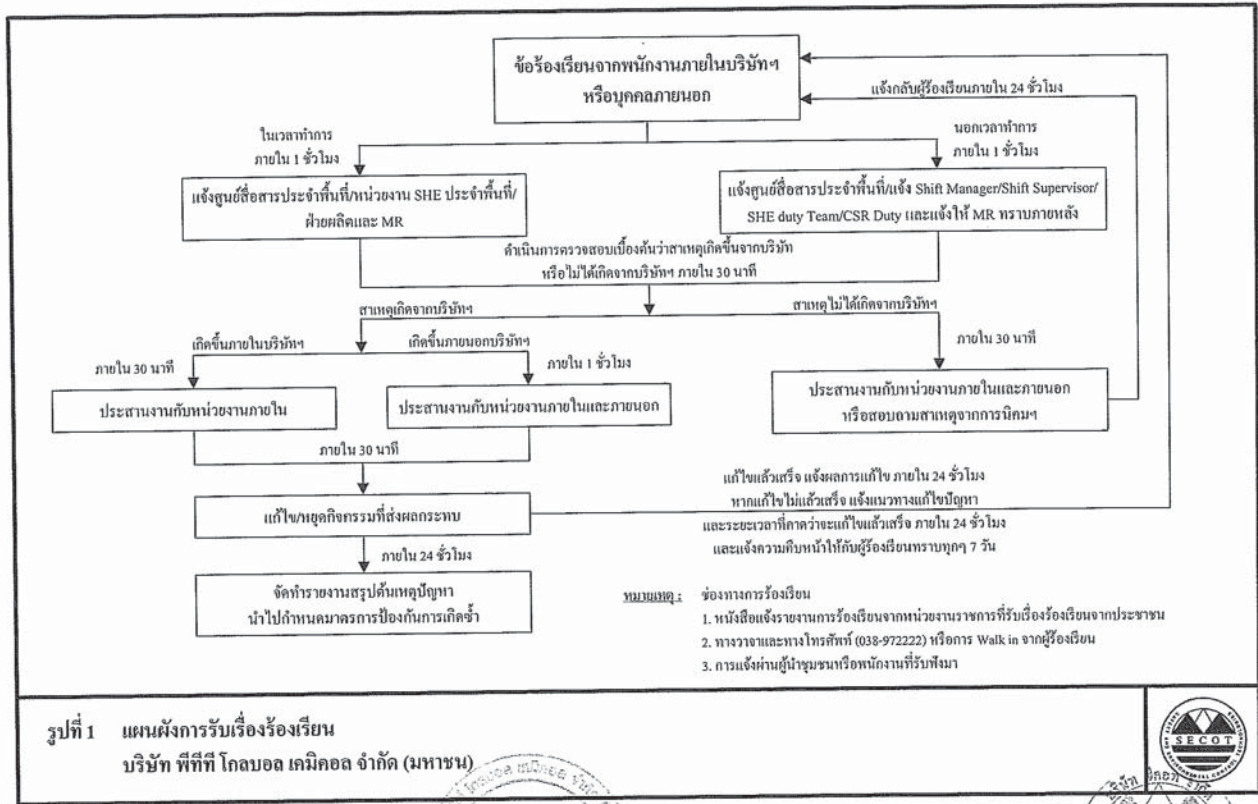 ข้อร้องเรียนจากพนักงานภายในบริษัทฯ
หรือบุคคลภายนอก
แจ้งกลับผู้ร้องเรียนภายใน 24 ชั่วโมง
ในเวลาทำการ
ภายใน 1 ชั่วโมง
นอกเวลาทำการ
ภายใน 1 ชั่วโมง
แจ้งศูนย์สื่อสารประจำพื้นที่/หน่วยงาน SHE ประจำพื้นที่/
ฝ่ายผลิตและ MR
แจ้งศูนย์สื่อสารประจำพื้นที่/แจ้ง Shift Manager/Shift Supervisor/
SHE duty Team/CSR Duty และแจ้งให้ MR ทราบภายหลัง
ดำเนินการตรวจสอบเบื้องต้นว่าสาเหตุเกิดขึ้นจากบริษัท
หรือไม่ได้เกิดจากบริษัทฯ ภายใน 30 นาที
สาเหตุเกิดจากบริษัทฯ
สาเหตุไม่ได้เกิดจากบริษัทฯ
เกิดขึ้นภายในบริษัทฯ
เกิดขึ้นภายนอกบริษัทฯ
ภายใน 30 นาที
ภายใน 1 ชั่วโมง
ภายใน 30 นาที
ประสานงานกับหน่วยงานภายใน
ประสานงานกับหน่วยงานภายในและภายนอก
ประสานงานกับหน่วยงานภายในและภายนอก
หรือสอบถามสาเหตุจากการนิคมฯ
ภายใน 30 นาที
แก้ไข/หยุดกิจกรรมที่ส่งผลกระทบ
แก้ไขแล้วเสร็จ แจ้งผลการแก้ไข ภายใน 24 ชั่วโมง
หากแก้ไขไม่แล้วเสร็จ แจ้งแนวทางแก้ไขปัญหา
และระยะเวลาที่คาดว่าจะแก้ไขแล้วเสร็จ ภายใน 24 ชั่วโมง
และแจ้งความคืบหน้าให้กับผู้ร้องเรียนทราบทุกๆ 7 วัน
ภายใน 24 ชั่วโมง
จัดทำรายงานสรุปต้นเหตุปัญหา
นำไปกำหนดมาตรการป้องกันการเกิดซ้ำ
หมายเหตุ : ช่องทางการร้องเรียน
1. หนังสือแจ้งรายงานการร้องเรียนจากหน่วยงานราชการที่รับเรื่องร้องเรียนจากประชาชน
2. ทางวาจาและทางโทรศัพท์ (038-972222) หรือการ Walk in จากผู้ร้องเรียน
3. การแจ้งผ่านผู้นำชุมชนหรือพนักงานที่รับฟังมา
รูปที่ 1 แผนผังการรับเรื่องร้องเรียน
บริษัท พีทีที โกลบอล เคมิคอล จำกัด (มหาชน)
SECOT